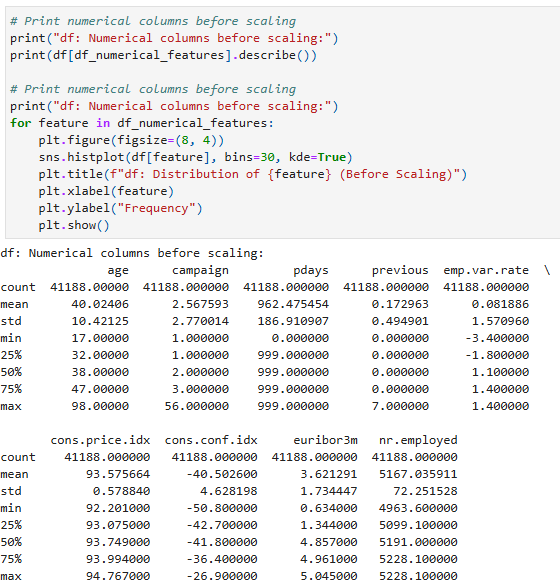 # Print numerical columns before scaling
print("df: Numerical columns before scaling:")
print(df[df_numerical_features].describe())
# Print numerical columns before scaling
print("df: Numerical columns before scaling:")
for feature in df_numerical_features:
    plt.figure(figsize=(8, 4))
    sns.histplot(df[feature], bins=30, kde=True)
    plt.title(f"df: Distribution of {feature} (Before Scaling)")
    plt.xlabel(feature)
    plt.ylabel("Frequency")
    plt.show()
df: Numerical columns before scaling:
age campaign pdays previous emp.var.rate \
count 41188.00000 41188.000000 41188.000000 41188.000000 41188.000000
mean 40.02406 2.567593 962.475454 0.172963 0.081886
std 10.42125 2.770014 186.910907 0.494901 1.570960
min 17.00000 1.000000 0.000000 0.000000 -3.400000
25% 32.00000 1.000000 999.000000 0.000000 -1.800000
50% 38.00000 2.000000 999.000000 0.000000 1.100000
75% 47.00000 3.000000 999.000000 0.000000 1.400000
max 98.00000 56.000000 999.000000 7.000000 1.400000
cons.price.idx cons.conf.idx euribor3m nr.employed
count 41188.000000 41188.000000 41188.000000 41188.000000
mean 93.575664 -40.502600 3.621291 5167.035911
std 0.578840 4.628198 1.734447 72.251528
min 92.201000 -50.800000 0.634000 4963.600000
25% 93.075000 -42.700000 1.344000 5099.100000
50% 93.749000 -41.800000 4.857000 5191.000000
75% 93.994000 -36.400000 4.961000 5228.100000
max 94.767000 -26.900000 5.045000 5228.100000